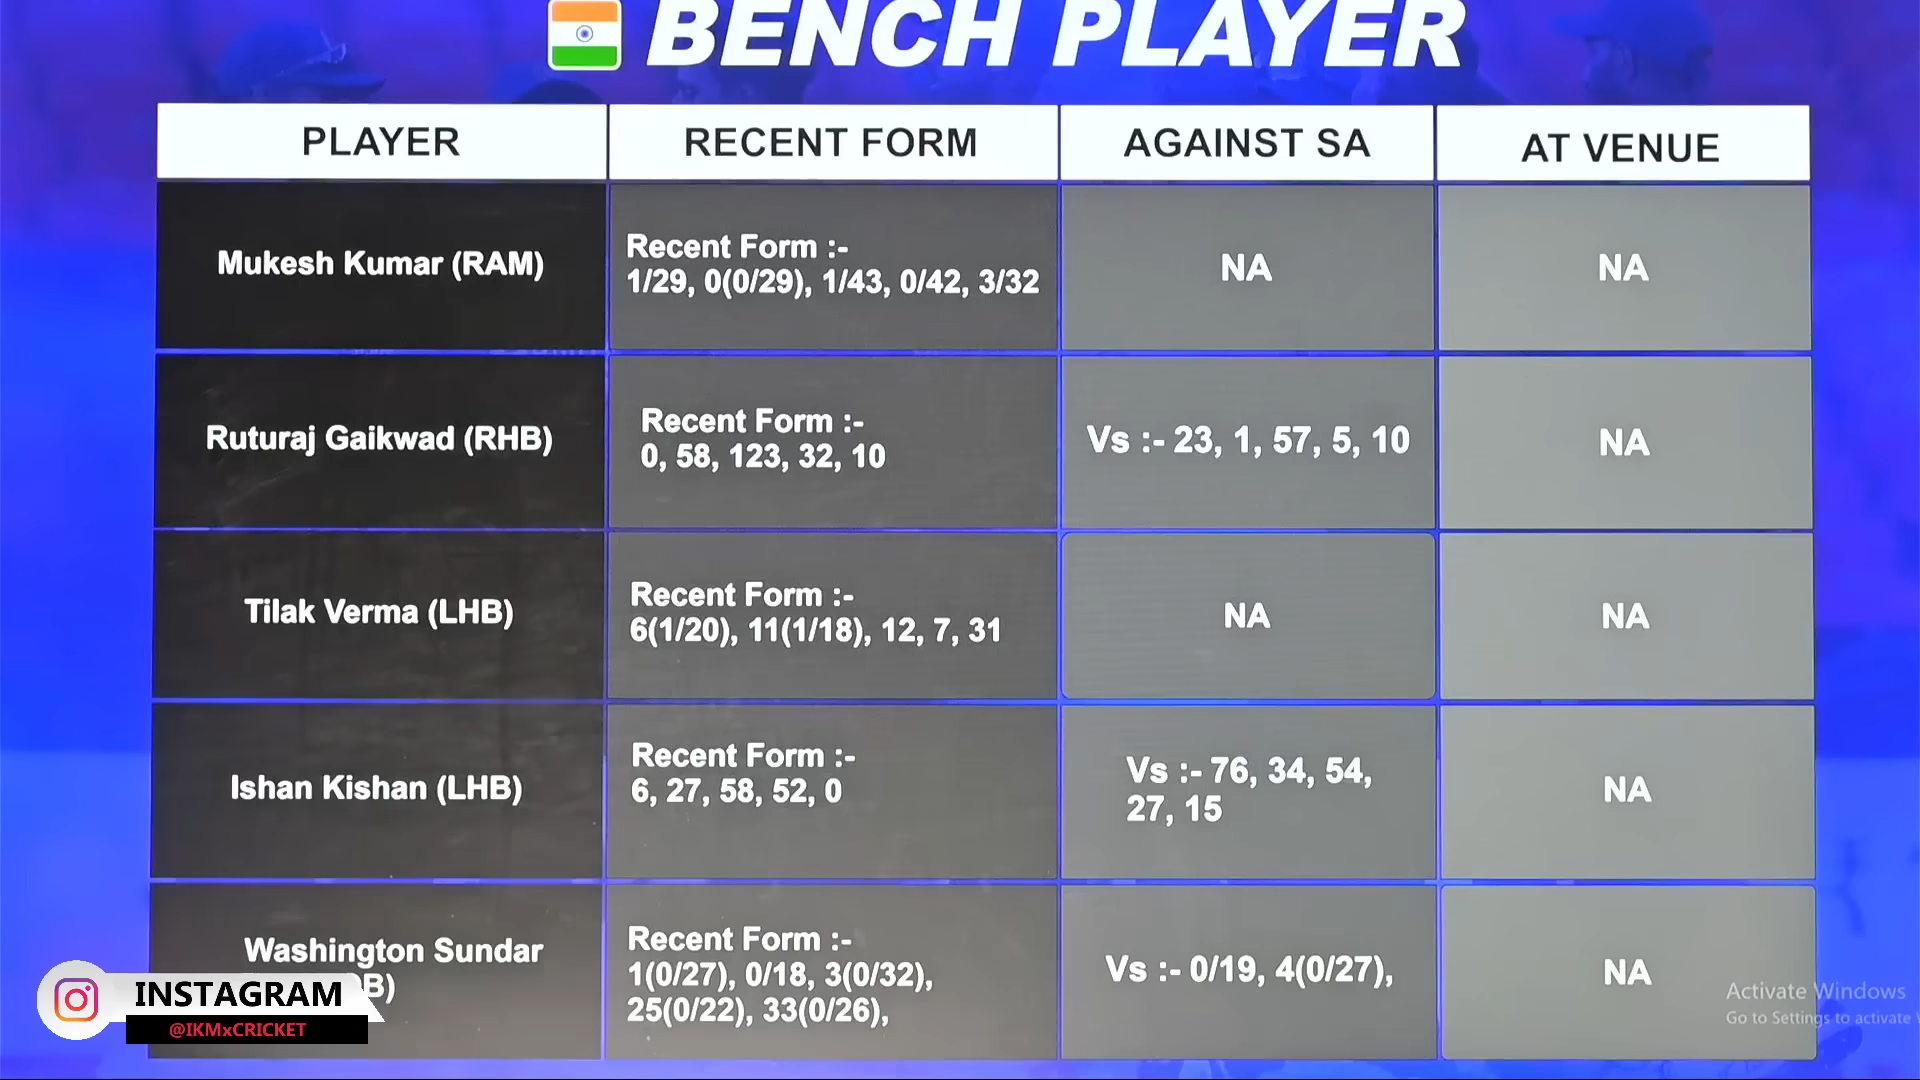 BENCH PLAYER
PLAYER
RECENT FORM
AGAINST SA
AT VENUE
Mukesh Kumar (RAM)
Recent Form :-
1/29, 0(0/29), 1/43, 0/42, 3/32
NA
NA
Ruturaj Gaikwad (RHB)
Recent Form :-
0, 58, 123, 32, 10
Vs :- 23, 1, 57, 5, 10
NA
Tilak Verma (LHB)
Recent Form :-
6(1/20), 11(1/18), 12, 7, 31
NA
NA
Ishan Kishan (LHB)
Recent Form :-
6, 27, 58, 52, 0
Vs :- 76, 34, 54,
27, 15
NA
Washington Sundar
B)
Recent Form :-
1(0/27), 0/18, 3(0/32),
25(0/22), 33(0/26),
Vs :- 0/19, 4(0/27),
NA
INSTAGRAM
@IKMxCRICKET
Activate Windows
Go to Settings to activate